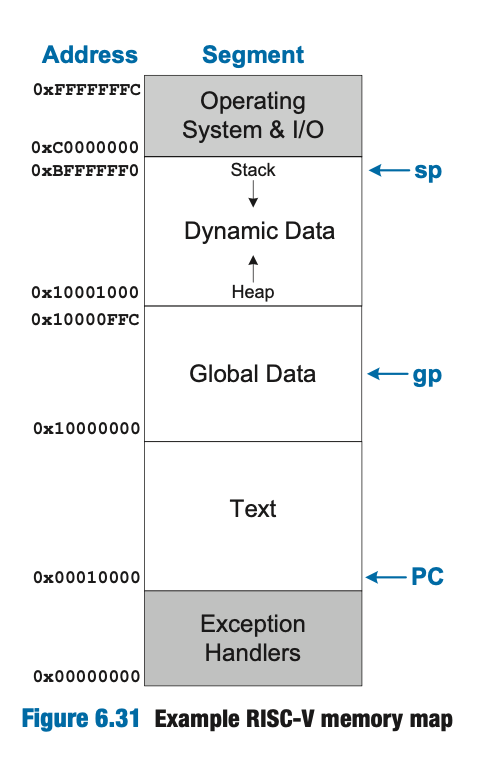 Address Segment
0xFFFFFFFC
Operating
System & I/O
0xC0000000
0xBFFFFFF0 Stack sp
Dynamic Data
0x10001000 Heap
0x10000FFC
Global Data gp
0x10000000
Text
0x00010000 PC
Exception
Handlers
0x00000000
Figure 6.31 Example RISC-V memory map